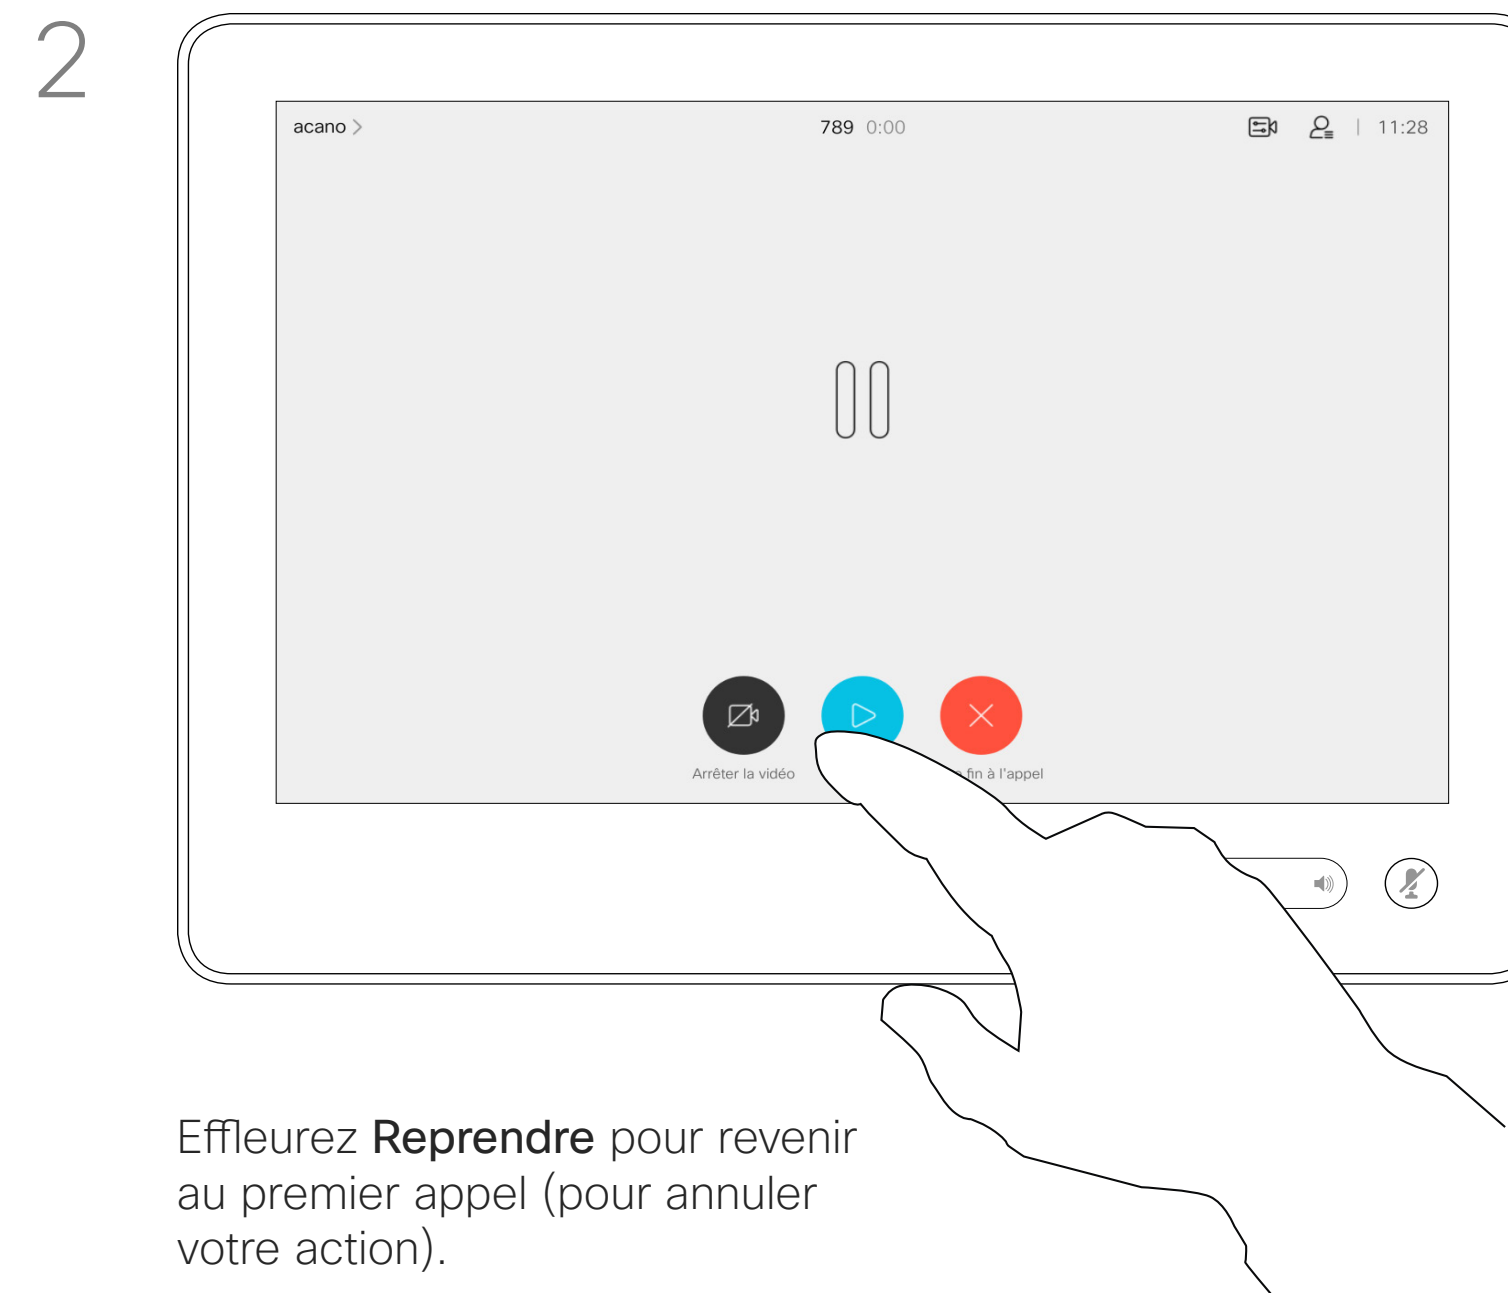 2
acano
789 0:00
11:28
Arrêter la vidéo
fin à l'appel
Effleurez Reprendre pour revenir
au premier appel (pour annuler
votre action).